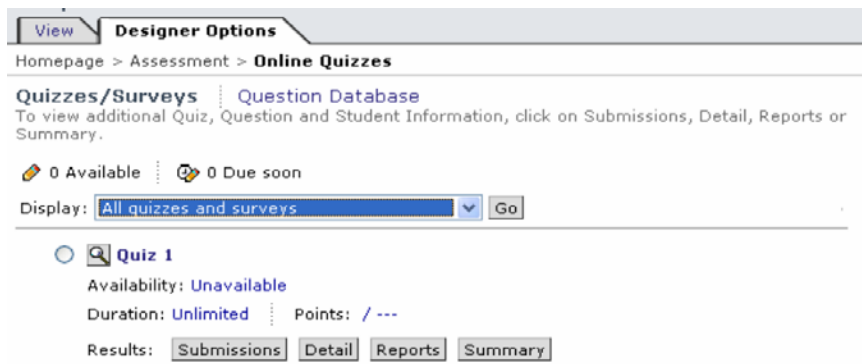 View Designer Options
Homepage > Assessment > Online Quizzes
Quizzes/Surveys Question Database
To view additional Quiz, Question and Student Information, click on Submissions, Detail, Reports or
Summary.
0 Available 0 Due soon
Display: All quizzes and surveys Go
Quiz 1
Availability: Unavailable
Duration: Unlimited Points: / ---
Results: Submissions Detail Reports Summary